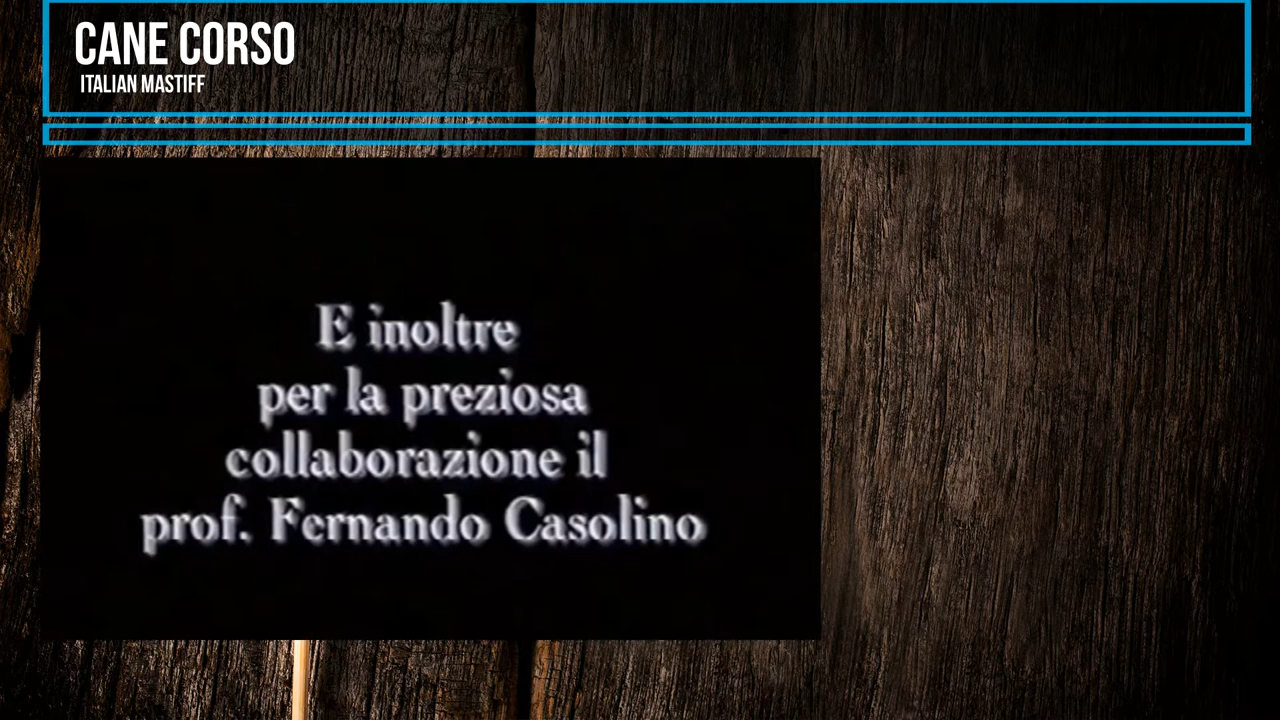 CANE CORSO
ITALIAN MASTIFF
E inoltre
per la preziosa
collaborazione il
prof. Fernando Casolino